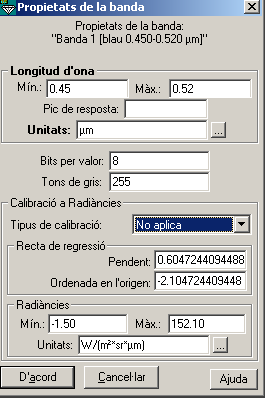 Propietats de la banda
Propietats de la banda:
"Banda 1 [blau 0.450-0.520 µm]"
Longitud d'ona
Mín.: 0.45 Màx.: 0.52
Pic de resposta:
Unitats: µm ...
Bits per valor: 8
Tons de gris: 255
Calibració a Radiàncies
Tipus de calibració: No aplica
Recta de regressió
Pendent: 0.6047244094488
Ordenada en l'origen: -2.104724409448
Radiàncies
Mín.: -1.50 Màx.: 152.10
Unitats: W/(m²*sr*µm) ...
D'acord Cancel·lar Ajuda